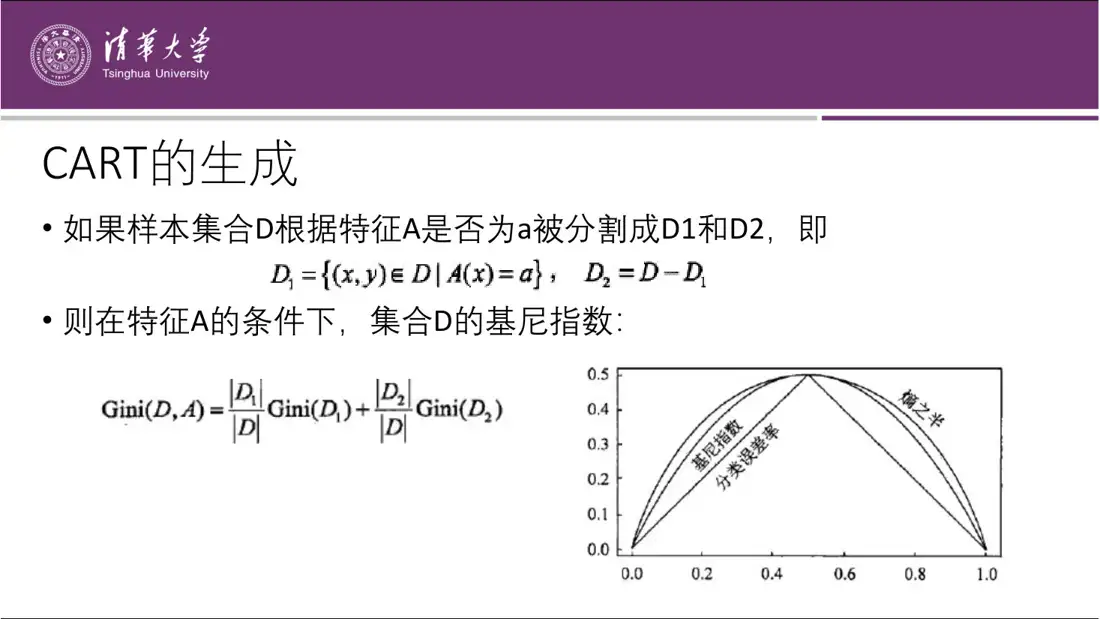 清华大学
Tsinghua University
CART的生成
• 如果样本集合D根据特征A是否为a被分割成D1和D2，即
D₁ = {(x, y) ∈ D | A(x) = a}， D₂ = D − D₁
• 则在特征A的条件下，集合D的基尼指数：
Gini(D, A) = |D₁|/|D| Gini(D₁) + |D₂|/|D| Gini(D₂)
0.5
0.4
0.3
0.2
0.1
0.0
基尼指数
分类误差率
熵之半
0.0 0.2 0.4 0.6 0.8 1.0